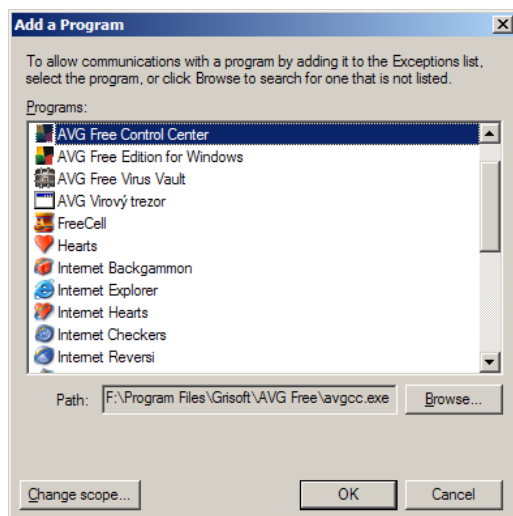 Add a Program
To allow communications with a program by adding it to the Exceptions list,
select the program, or click Browse to search for one that is not listed.
Programs:
AVG Free Control Center
AVG Free Edition for Windows
AVG Free Virus Vault
AVG Virový trezor
FreeCell
Hearts
Internet Backgammon
Internet Explorer
Internet Hearts
Internet Checkers
Internet Reversi
Path: F:\Program Files\Grisoft\AVG Free\avgcc.exe Browse...
Change scope... OK Cancel